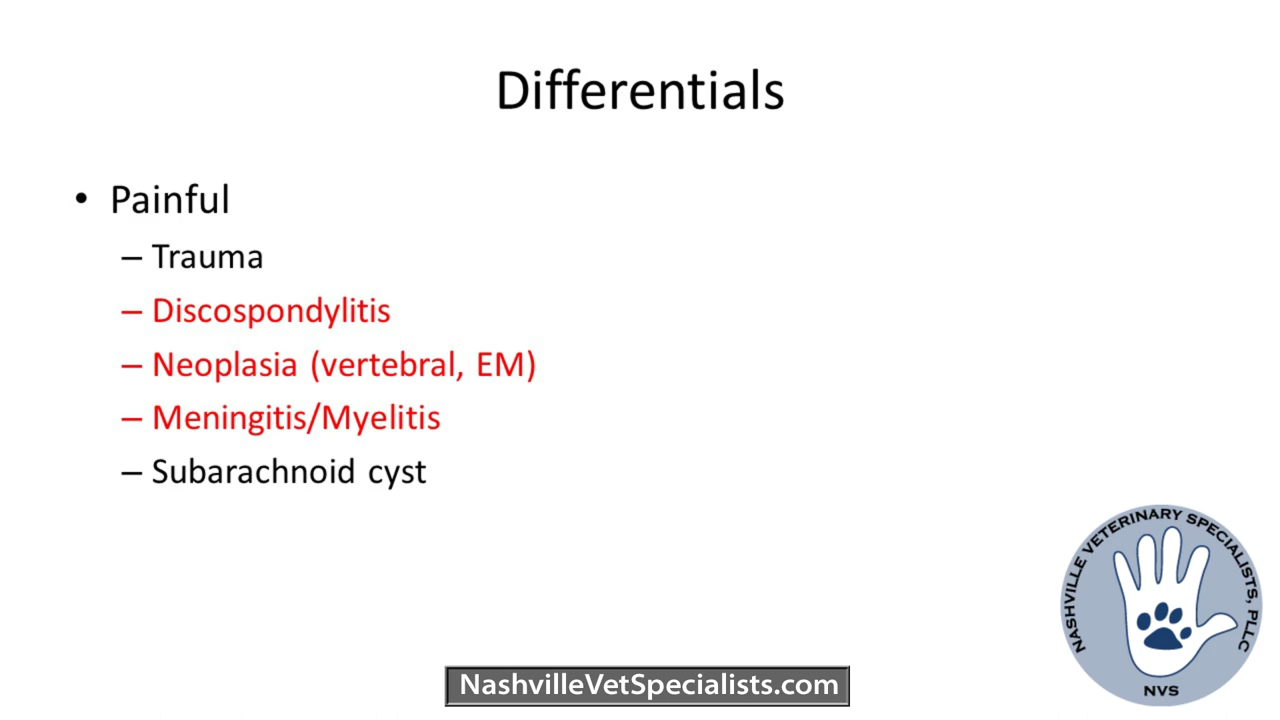 Differentials
• Painful
– Trauma
– Discospondylitis
– Neoplasia (vertebral, EM)
– Meningitis/Myelitis
– Subarachnoid cyst
NASHVILLE VETERINARY SPECIALISTS, PLLC
NVS
NashvilleVetSpecialists.com